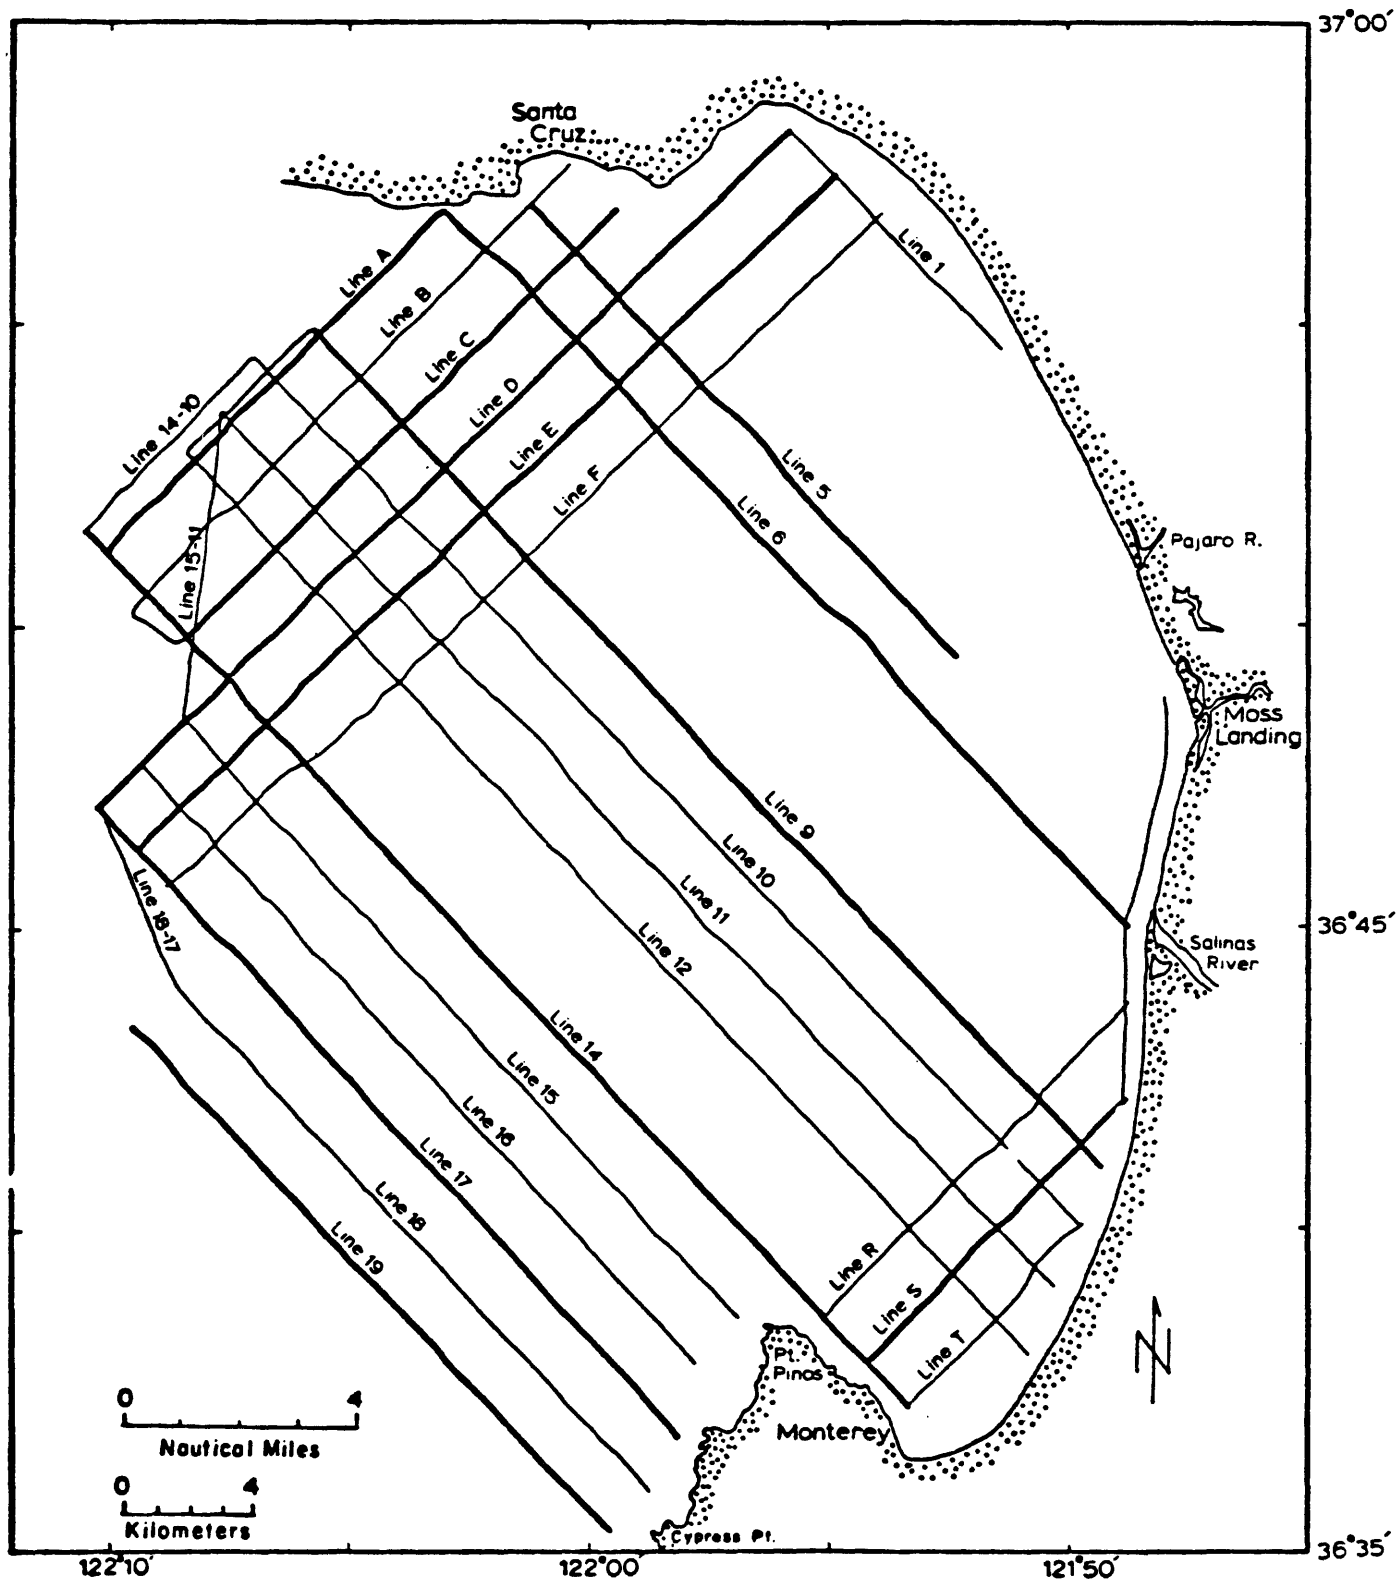 37°00′
Santa
Cruz
Line A
Line B
Line 1
Line C
Line D
Line 14-10
Line E
Line F
Line 5
Line 6
Pajaro R.
Line 15-11
Moss
Landing
Line 9
Line 10
Line 11
Line 18-17
Line 12
36°45′
Salinas
River
Line 14
Line 15
Line 16
Line 17
Line 18
Line 19
Line R
Line S
Line T
N
Pt.
Pinos
Monterey
0 4
Nautical Miles
0 4
Kilometers
Cypress Pt.
36°35′
122°10′
122°00′
121°50′